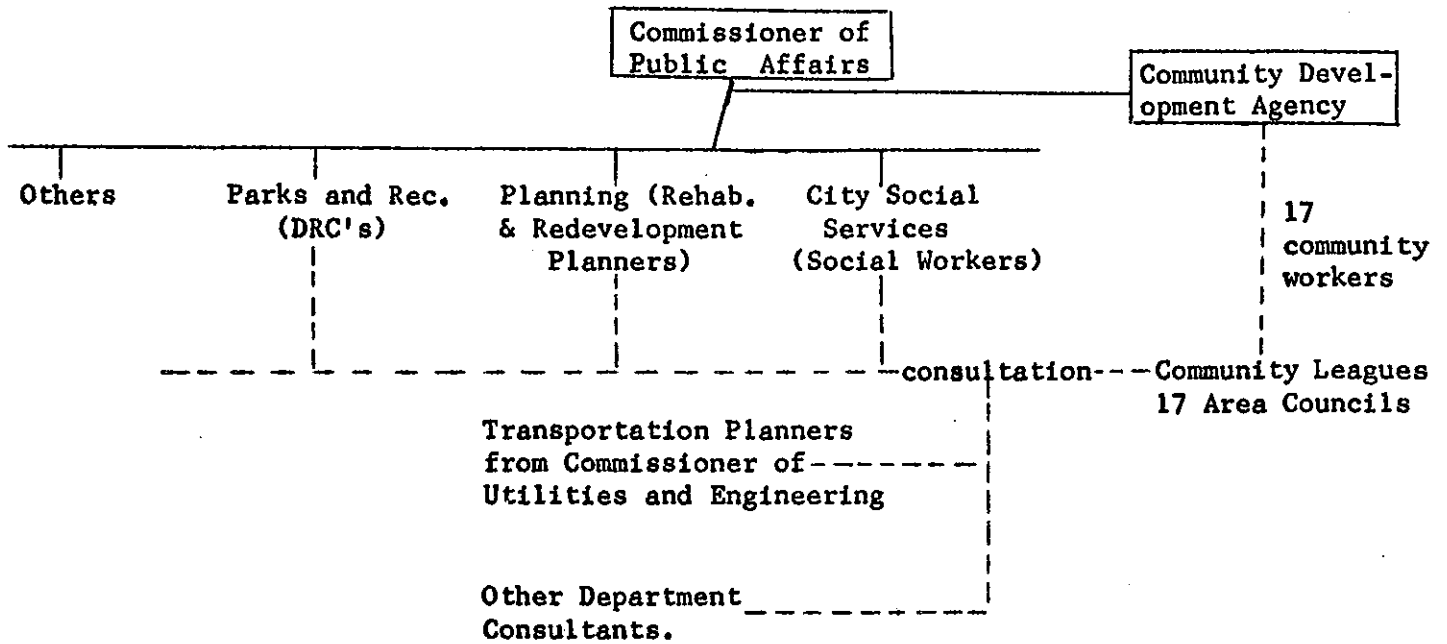 Commissioner of
Public Affairs
Community Devel-
opment Agency
Others
Parks and Rec.
(DRC's)
Planning (Rehab.
& Redevelopment
Planners)
City Social
Services
(Social Workers)
17
community
workers
consultation
Community Leagues
17 Area Councils
Transportation Planners
from Commissioner of
Utilities and Engineering
Other Department
Consultants.